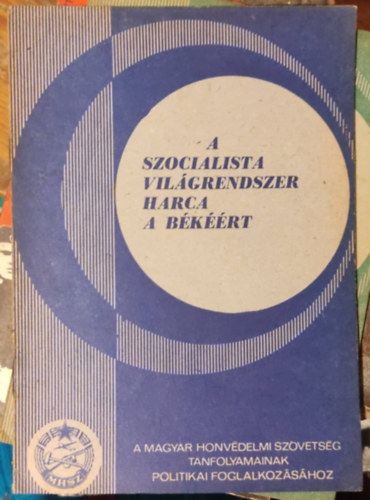 A
SZOCIALISTA
VILÁGRENDSZER
HARCA
A BÉKÉÉRT
MHSZ
A MAGYAR HONVÉDELMI SZÖVETSÉG
TANFOLYAMAINAK
POLITIKAI FOGLALKOZÁSÁHOZ